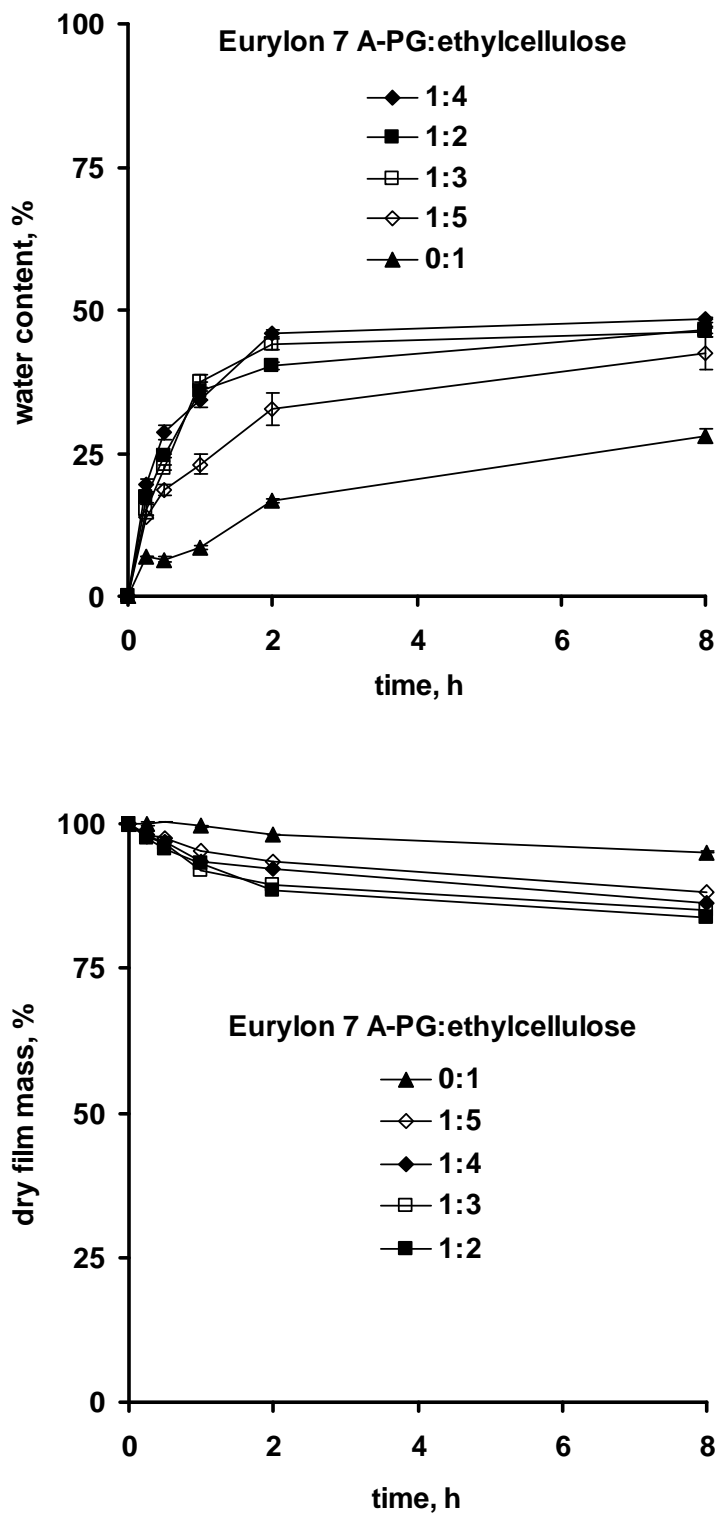 100
Eurylon 7 A-PG:ethylcellulose
1:4
1:2
1:3
1:5
0:1
75
50
25
0
water content, %
0 2 4 6 8
time, h
100
75
Eurylon 7 A-PG:ethylcellulose
0:1
1:5
1:4
1:3
1:2
50
25
0
dry film mass, %
0 2 4 6 8
time, h